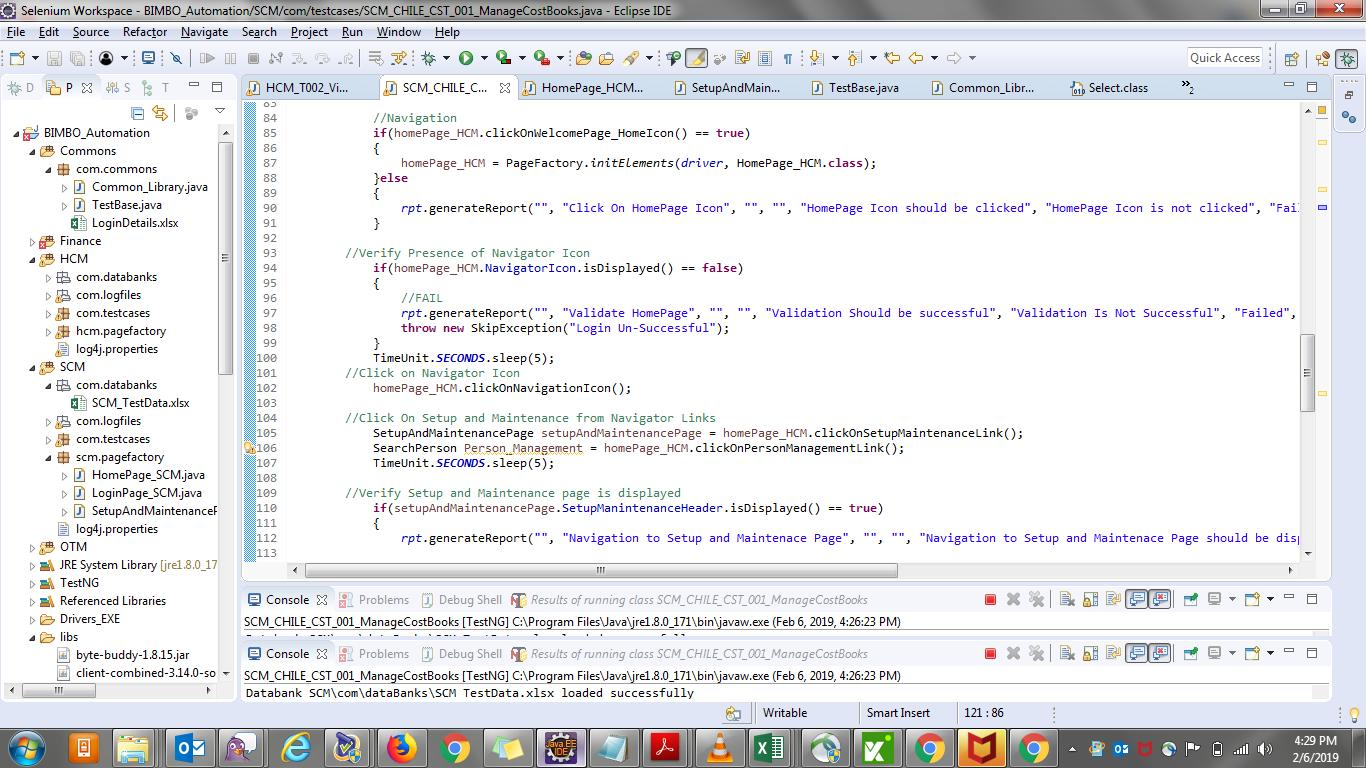 Selenium Workspace - BIMBO_Automation/SCM/com/testcases/SCM_CHILE_CST_001_ManageCostBooks.java - Eclipse IDE
File Edit Source Refactor Navigate Search Project Run Window Help
Quick Access
D P S T
HCM_T002_Vi... SCM_CHILE_C... HomePage_HCM... SetupAndMain... TestBase.java Common_Libr... Select.class »2
BIMBO_Automation
Commons
com.commons
Common_Library.java
TestBase.java
LoginDetails.xlsx
Finance
HCM
com.databanks
com.logfiles
com.testcases
hcm.pagefactory
log4j.properties
SCM
com.databanks
SCM_TestData.xlsx
com.logfiles
com.testcases
scm.pagefactory
HomePage_SCM.java
LoginPage_SCM.java
SetupAndMaintenanceP
log4j.properties
OTM
JRE System Library [jre1.8.0_17
TestNG
Referenced Libraries
Drivers_EXE
libs
byte-buddy-1.8.15.jar
client-combined-3.14.0-so
83
84 //Navigation
85 if(homePage_HCM.clickOnWelcomePage_HomeIcon() == true)
86 {
87 homePage_HCM = PageFactory.initElements(driver, HomePage_HCM.class);
88 }else
89 {
90 rpt.generateReport("", "Click On HomePage Icon", "", "", "HomePage Icon should be clicked", "HomePage Icon is not clicked", "Fail
91 }
92
93 //Verify Presence of Navigator Icon
94 if(homePage_HCM.NavigatorIcon.isDisplayed() == false)
95 {
96 //FAIL
97 rpt.generateReport("", "Validate HomePage", "", "", "Validation Should be successful", "Validation Is Not Successful", "Failed",
98 throw new SkipException("Login Un-Successful");
99 }
100 TimeUnit.SECONDS.sleep(5);
101 //Click on Navigator Icon
102 homePage_HCM.clickOnNavigationIcon();
103
104 //Click On Setup and Maintenance from Navigator Links
105 SetupAndMaintenancePage setupAndMaintenancePage = homePage_HCM.clickOnSetupMaintenanceLink();
106 SearchPerson Person_Management = homePage_HCM.clickOnPersonManagementLink();
107 TimeUnit.SECONDS.sleep(5);
108
109 //Verify Setup and Maintenance page is displayed
110 if(setupAndMaintenancePage.SetupManintenanceHeader.isDisplayed() == true)
111 {
112 rpt.generateReport("", "Navigation to Setup and Maintenace Page", "", "", "Navigation to Setup and Maintenace Page should be disp
113
Console Problems Debug Shell Results of running class SCM_CHILE_CST_001_ManageCostBooks
SCM_CHILE_CST_001_ManageCostBooks [TestNG] C:\Program Files\Java\jre1.8.0_171\bin\javaw.exe (Feb 6, 2019, 4:26:23 PM)
Console Problems Debug Shell Results of running class SCM_CHILE_CST_001_ManageCostBooks
SCM_CHILE_CST_001_ManageCostBooks [TestNG] C:\Program Files\Java\jre1.8.0_171\bin\javaw.exe (Feb 6, 2019, 4:26:23 PM)
Databank SCM\com\dataBanks\SCM TestData.xlsx loaded successfully
Writable Smart Insert 121 : 86
Java EE IDE
4:29 PM
2/6/2019